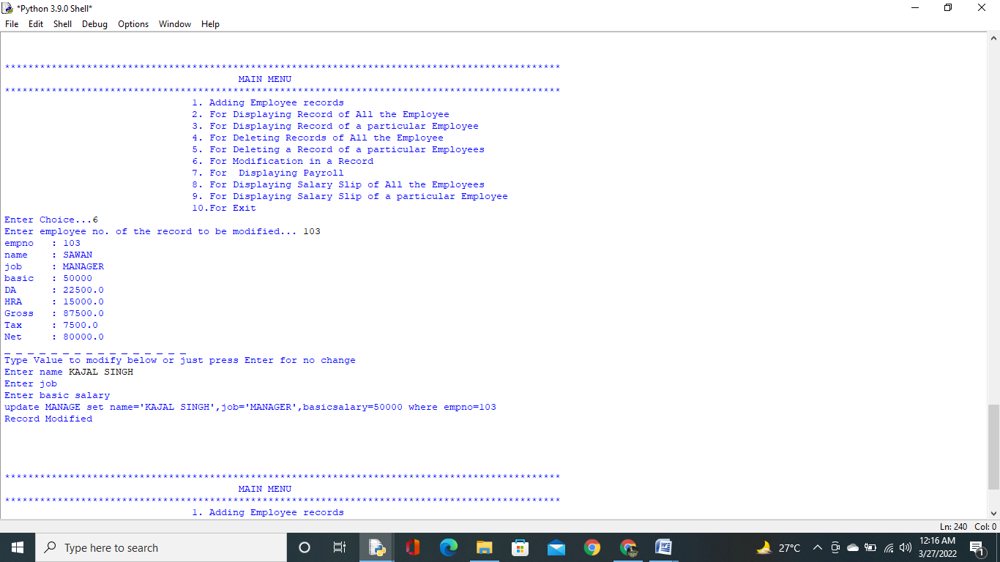 *Python 3.9.0 Shell*
File Edit Shell Debug Options Window Help
************************************************************************************************
MAIN MENU
************************************************************************************************
1. Adding Employee records
2. For Displaying Record of All the Employee
3. For Displaying Record of a particular Employee
4. For Deleting Records of All the Employee
5. For Deleting a Record of a particular Employees
6. For Modification in a Record
7. For  Displaying Payroll
8. For Displaying Salary Slip of All the Employees
9. For Displaying Salary Slip of a particular Employee
10.For Exit
Enter Choice...6
Enter employee no. of the record to be modified... 103
empno   : 103
name    : SAWAN
job     : MANAGER
basic   : 50000
DA      : 22500.0
HRA     : 15000.0
Gross   : 87500.0
Tax     : 7500.0
Net     : 80000.0
_ _ _ _ _ _ _ _ _ _ _ _ _ _ _ _
Type Value to modify below or just press Enter for no change
Enter name KAJAL SINGH
Enter job
Enter basic salary
update MANAGE set name='KAJAL SINGH',job='MANAGER',basicsalary=50000 where empno=103
Record Modified
************************************************************************************************
MAIN MENU
************************************************************************************************
1. Adding Employee records
Ln: 240 Col: 0
Type here to search
27°C
12:16 AM
3/27/2022
1